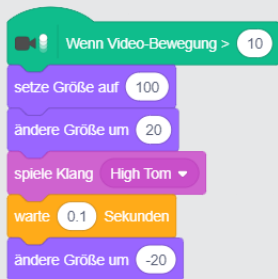 Wenn Video-Bewegung > 10
setze Größe auf 100
ändere Größe um 20
spiele Klang High Tom
warte 0.1 Sekunden
ändere Größe um -20